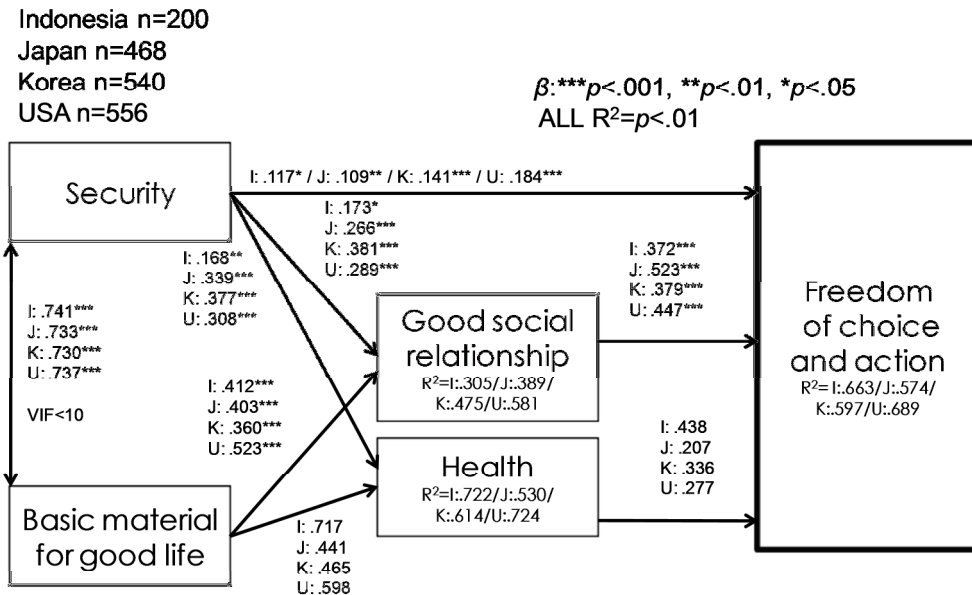 Indonesia n=200
Japan n=468
Korea n=540
USA n=556
β:***p<.001, **p<.01, *p<.05
ALL R²=p<.01
Security
I: .117* / J: .109** / K: .141*** / U: .184***
I: .173*
J: .266***
K: .381***
U: .289***
I: .168**
J: .339***
K: .377***
U: .308***
I: .372***
J: .523***
K: .379***
U: .447***
I: .741***
J: .733***
K: .730***
U: .737***
VIF<10
Good social
relationship
R²=I:.305/J:.389/
K:.475/U:.581
Freedom
of choice
and action
R²=I:.663/J:.574/
K:.597/U:.689
I: .412***
J: .403***
K: .360***
U: .523***
Health
R²=I:.722/J:.530/
K:.614/U:.724
I: .438
J: .207
K: .336
U: .277
Basic material
for good life
I: .717
J: .441
K: .465
U: .598